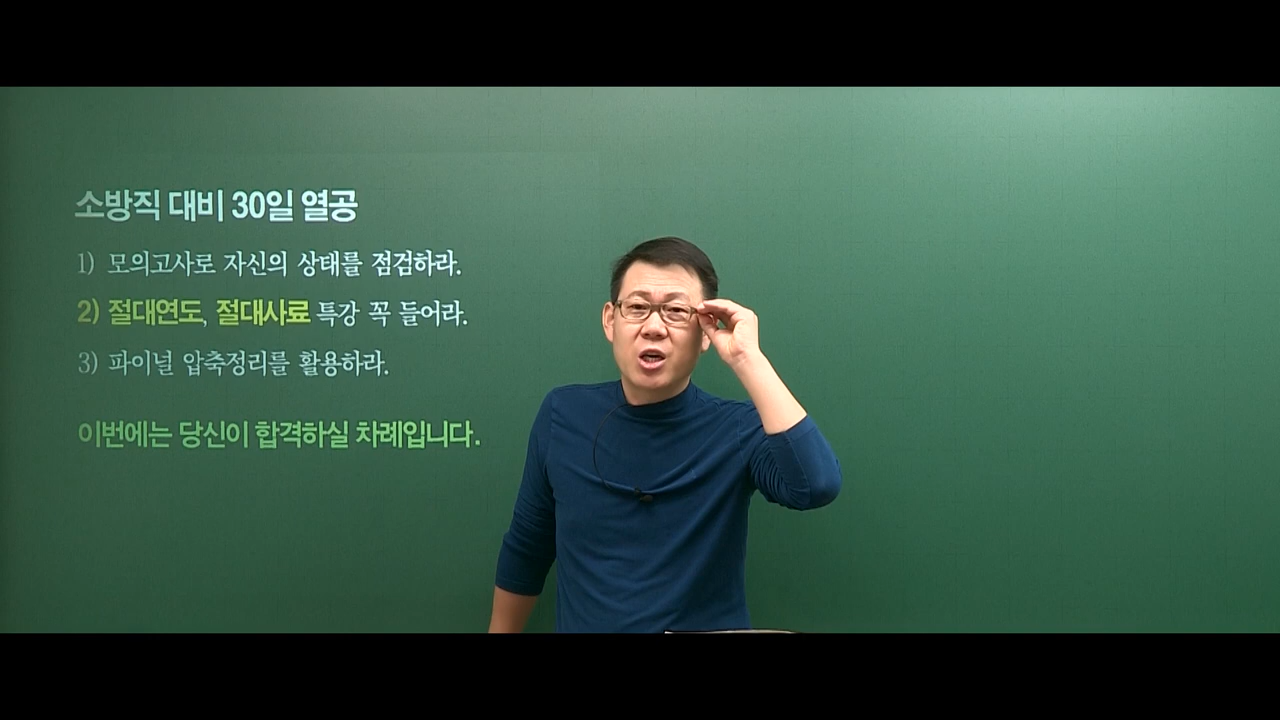 소방직 대비 30일 열공
1) 모의고사로 자신의 상태를 점검하라.
2) 절대연도, 절대사료 특강 꼭 들어라.
3) 파이널 압축정리를 활용하라.
이번에는 당신이 합격하실 차례입니다.